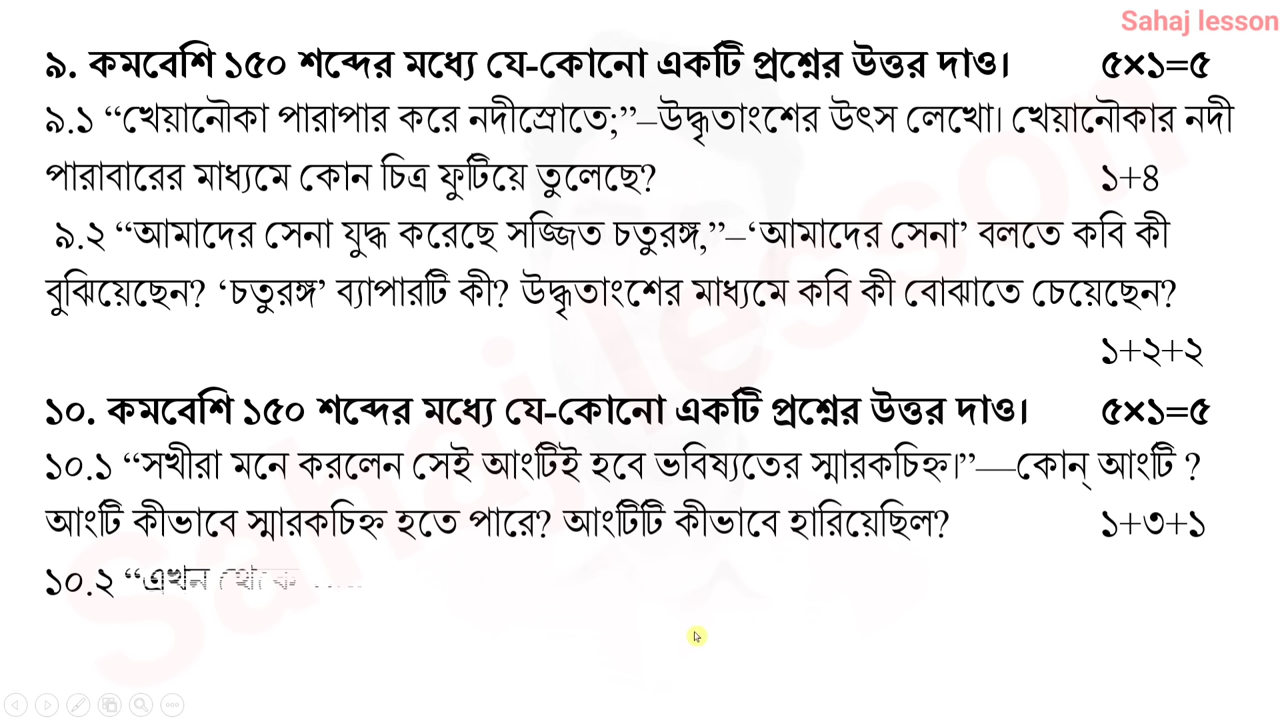 Sahaj lesson
৯. কমবেশি ১৫০ শব্দের মধ্যে যে-কোনো একটি প্রশ্নের উত্তর দাও। ৫×১=৫
৯.১ “খেয়ানৌকা পারাপার করে নদীস্রোতে;”–উদ্ধৃতাংশের উৎস লেখো। খেয়ানৌকার নদী
পারাবারের মাধ্যমে কোন চিত্র ফুটিয়ে তুলেছে? ১+৪
৯.২ “আমাদের সেনা যুদ্ধ করেছে সজ্জিত চতুরঙ্গ,”–‘আমাদের সেনা’ বলতে কবি কী
বুঝিয়েছেন? ‘চতুরঙ্গ’ ব্যাপারটি কী? উদ্ধৃতাংশের মাধ্যমে কবি কী বোঝাতে চেয়েছেন?
১+২+২
১০. কমবেশি ১৫০ শব্দের মধ্যে যে-কোনো একটি প্রশ্নের উত্তর দাও। ৫×১=৫
১০.১ “সখীরা মনে করলেন সেই আংটিই হবে ভবিষ্যতের স্মারকচিহ্ন।”—কোন্ আংটি ?
আংটি কীভাবে স্মারকচিহ্ন হতে পারে? আংটিটি কীভাবে হারিয়েছিল? ১+৩+১
১০.২ “এখন থেকে
Sahaj lesson